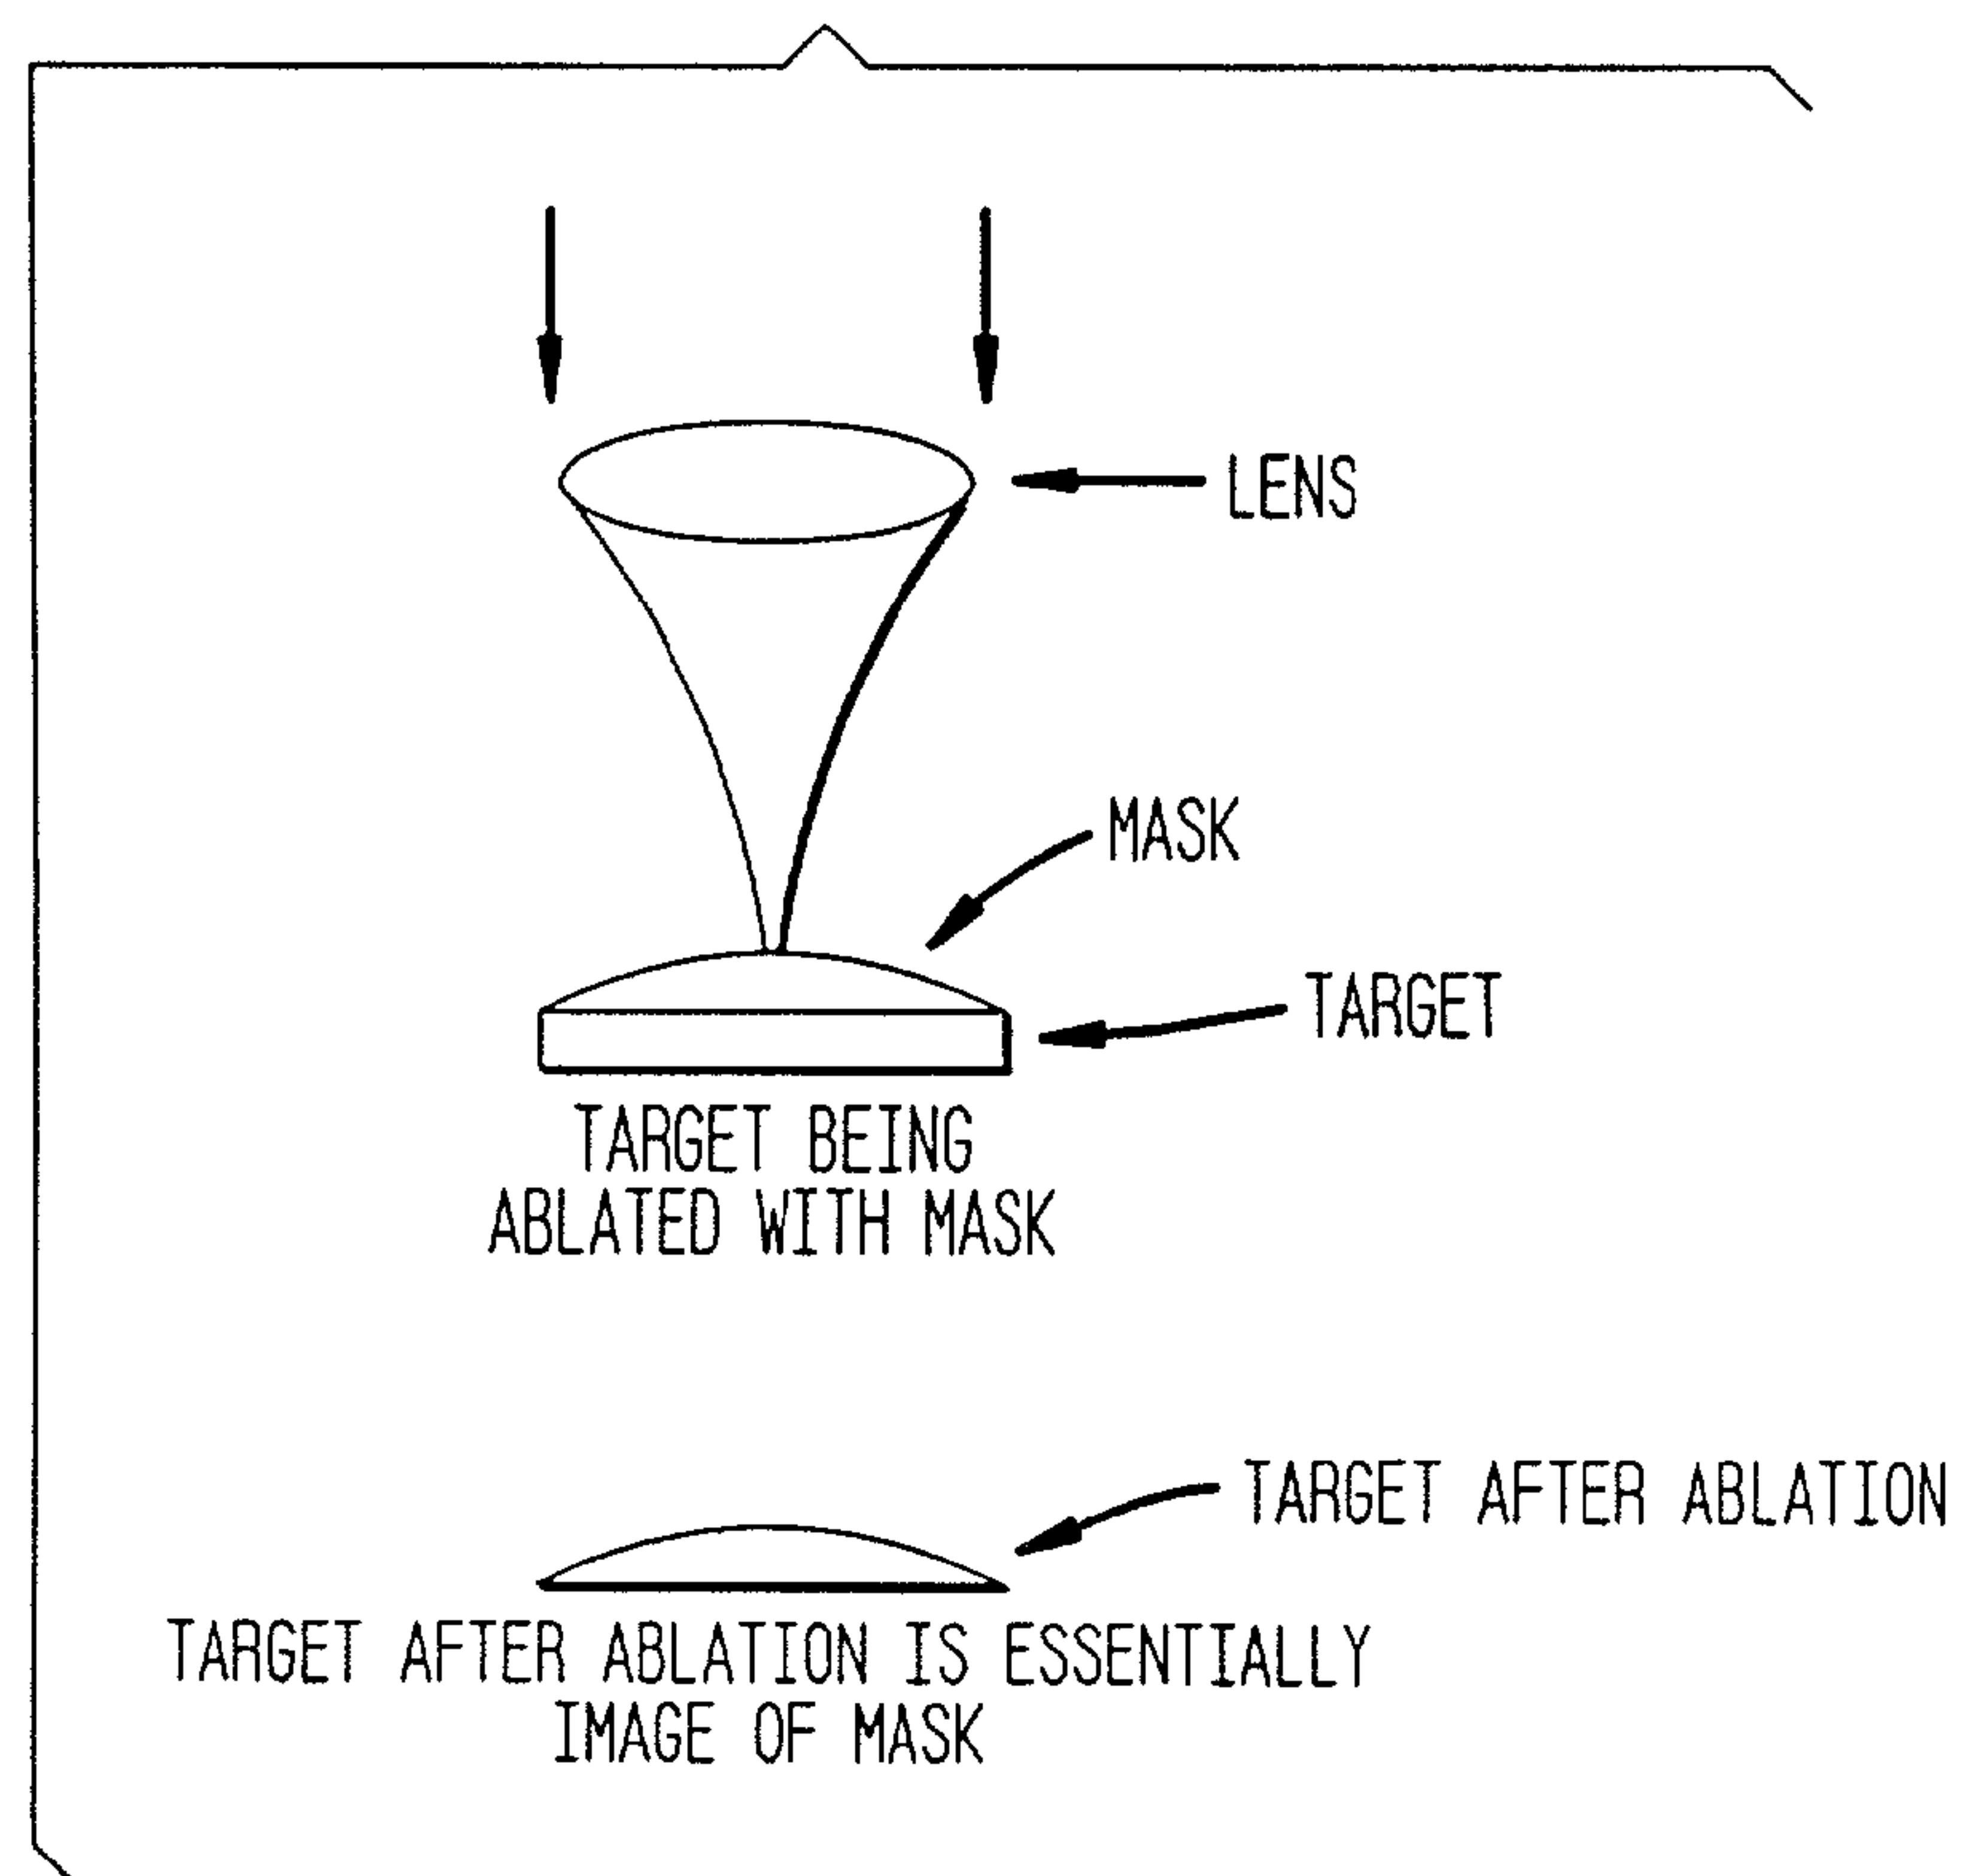 LENS
MASK
TARGET
TARGET BEING
ABLATED WITH MASK
TARGET AFTER ABLATION
TARGET AFTER ABLATION IS ESSENTIALLY
IMAGE OF MASK